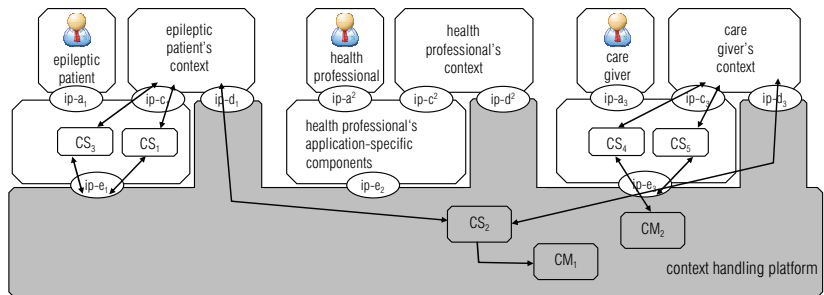 epileptic
patient
epileptic
patient's
context
health
professional
health
professional's
context
care
giver
care
giver's
context
ip-a₁
ip-c₁
ip-d₁
ip-a²
ip-c²
ip-d²
ip-a₃
ip-c₃
ip-d₃
CS₃
CS₁
health professional's
application-specific
components
CS₄
CS₅
ip-e₁
ip-e₂
ip-e₃
CS₂
CM₂
CM₁
context handling platform